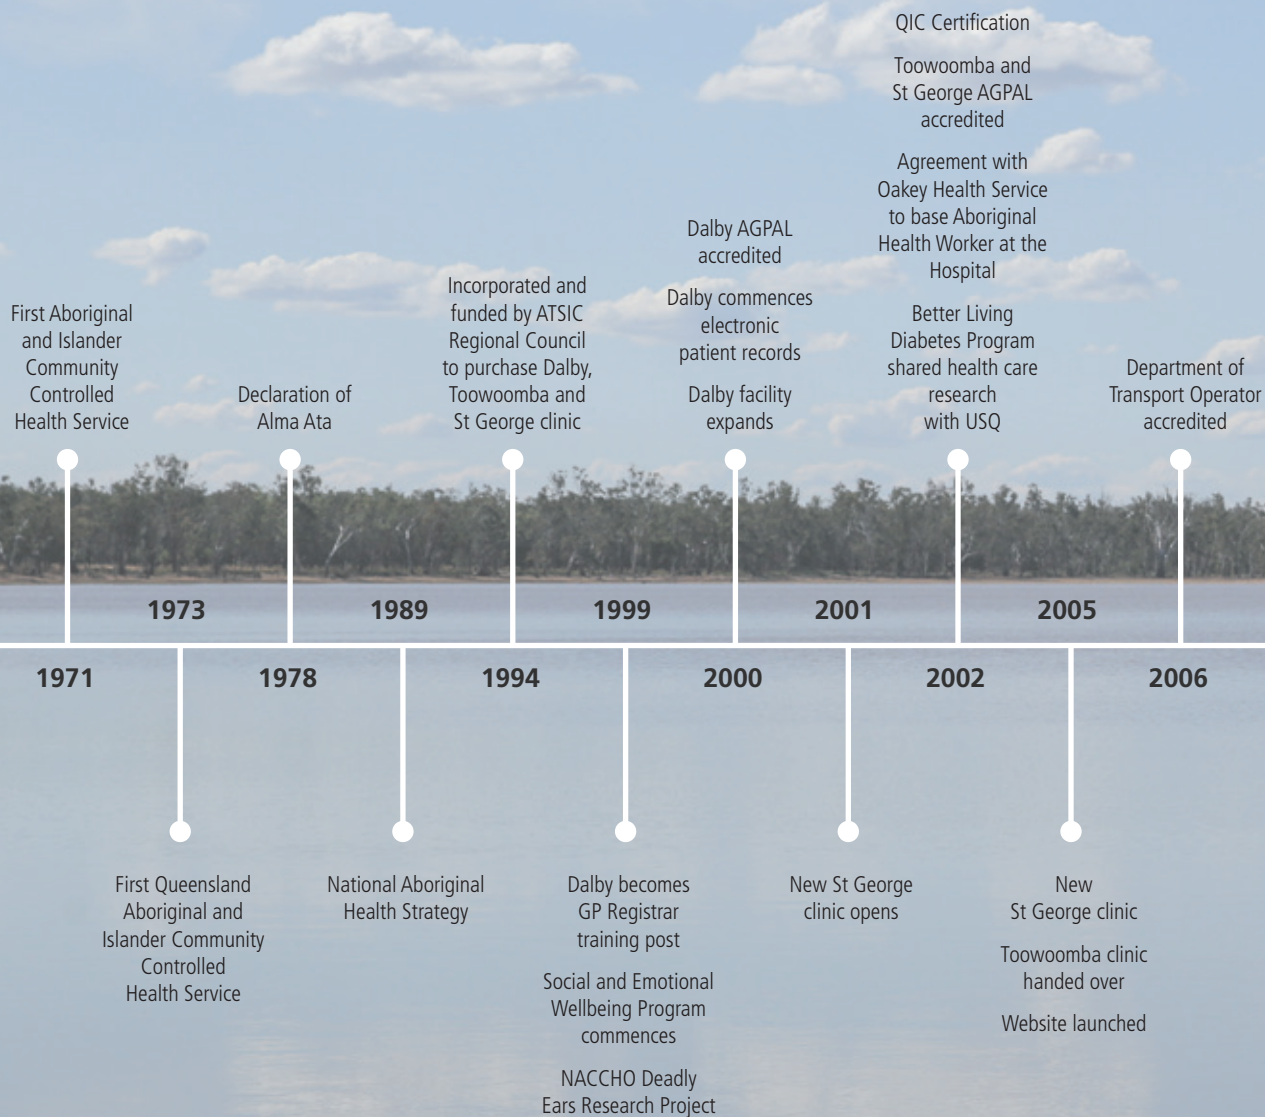 First Aboriginal
and Islander
Community
Controlled
Health Service
1971
1973
First Queensland
Aboriginal and
Islander Community
Controlled
Health Service
Declaration of
Alma Ata
1978
1989
National Aboriginal
Health Strategy
Incorporated and
funded by ATSIC
Regional Council
to purchase Dalby,
Toowoomba and
St George clinic
1994
1999
Dalby becomes
GP Registrar
training post
Social and Emotional
Wellbeing Program
commences
NACCHO Deadly
Ears Research Project
Dalby AGPAL
accredited
Dalby commences
electronic
patient records
Dalby facility
expands
2000
2001
New St George
clinic opens
QIC Certification
Toowoomba and
St George AGPAL
accredited
Agreement with
Oakey Health Service
to base Aboriginal
Health Worker at the
Hospital
Better Living
Diabetes Program
shared health care
research
with USQ
2002
2005
New
St George clinic
Toowoomba clinic
handed over
Website launched
Department of
Transport Operator
accredited
2006